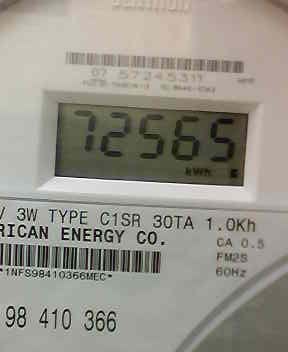 07 57245311
72565
kWh
V 3W TYPE C1SR 30TA 1.0Kh
RICAN ENERGY CO.
CA 0.5
FM2S
60Hz
*1NFS98410366MEC*
98 410 366